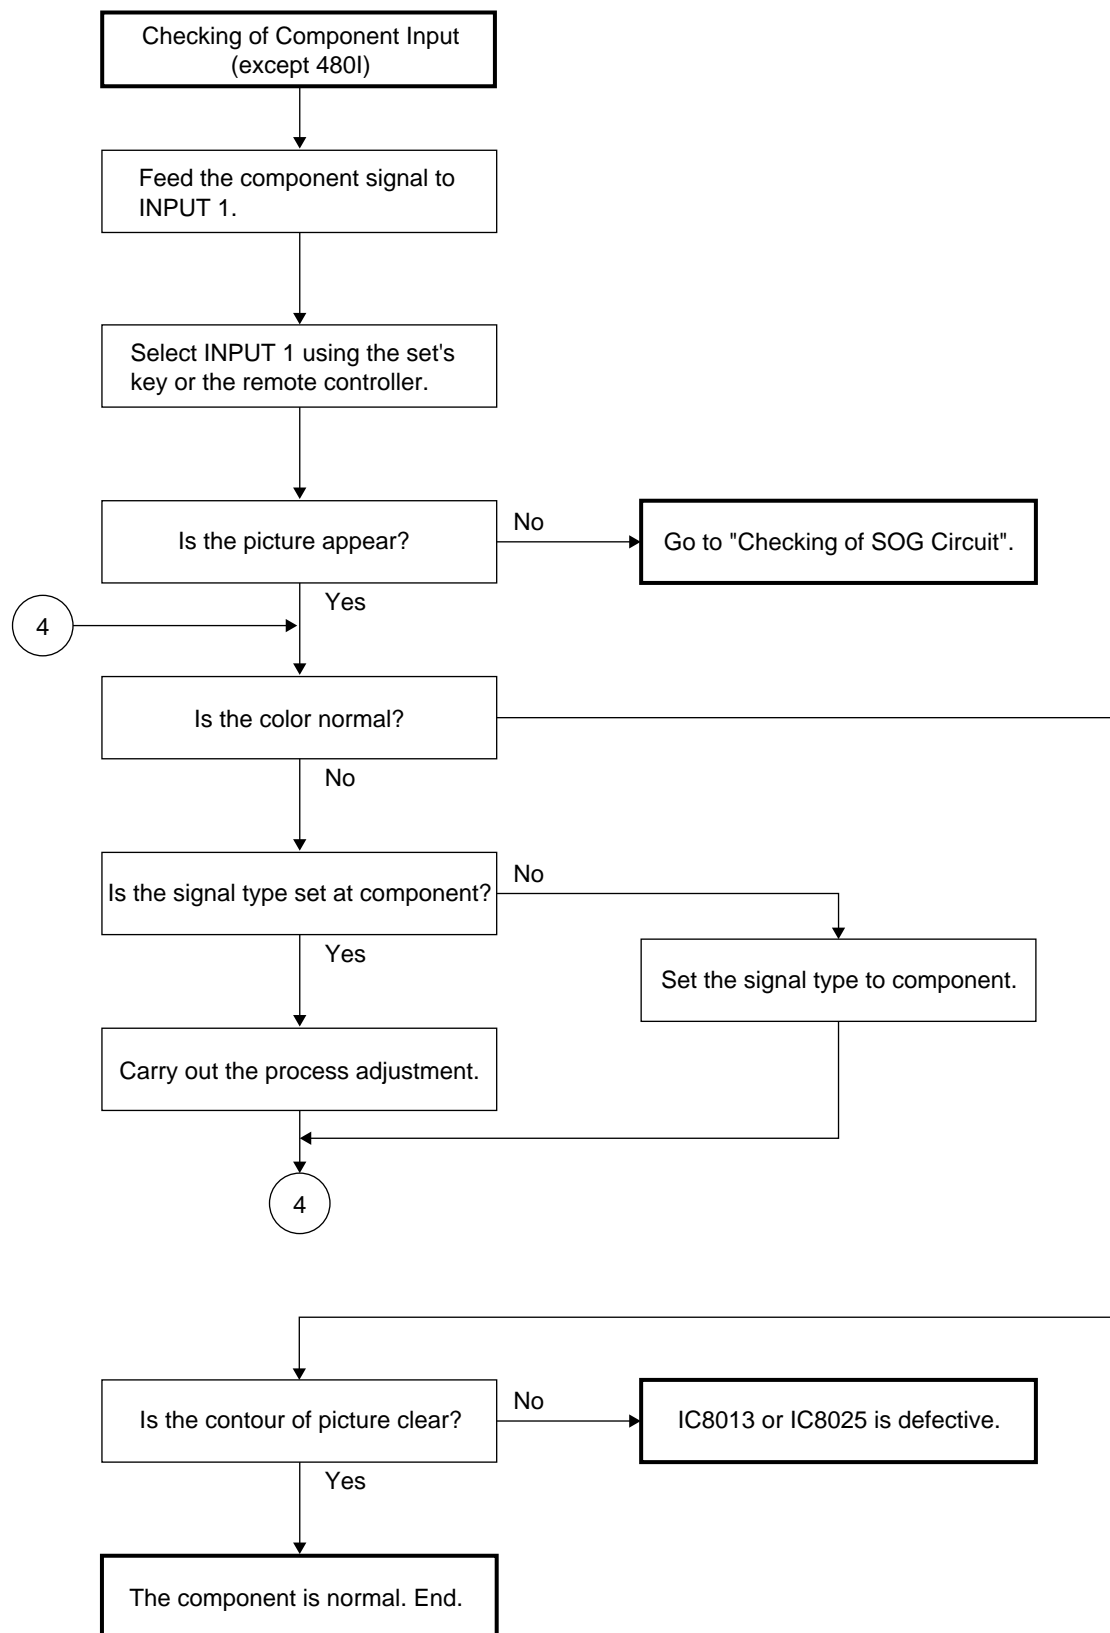 Checking of Component Input
(except 480I)
Feed the component signal to
INPUT 1.
Select INPUT 1 using the set's
key or the remote controller.
Is the picture appear?
No
Go to "Checking of SOG Circuit".
Yes
4
Is the color normal?
No
Is the signal type set at component?
No
Yes
Set the signal type to component.
Carry out the process adjustment.
4
Is the contour of picture clear?
No
IC8013 or IC8025 is defective.
Yes
The component is normal. End.